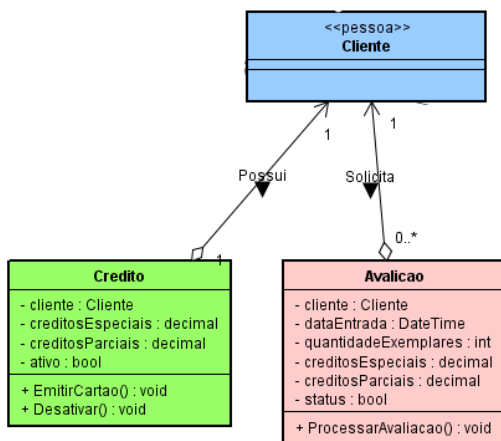 <<pessoa>>
Cliente
1
1
Possui
Solicita
1
0..*
Credito
- cliente : Cliente
- creditosEspeciais : decimal
- creditosParciais : decimal
- ativo : bool
+ EmitirCartao() : void
+ Desativar() : void
Avalicao
- cliente : Cliente
- dataEntrada : DateTime
- quantidadeExemplares : int
- creditosEspeciais : decimal
- creditosParciais : decimal
- status : bool
+ ProcessarAvaliacao() : void